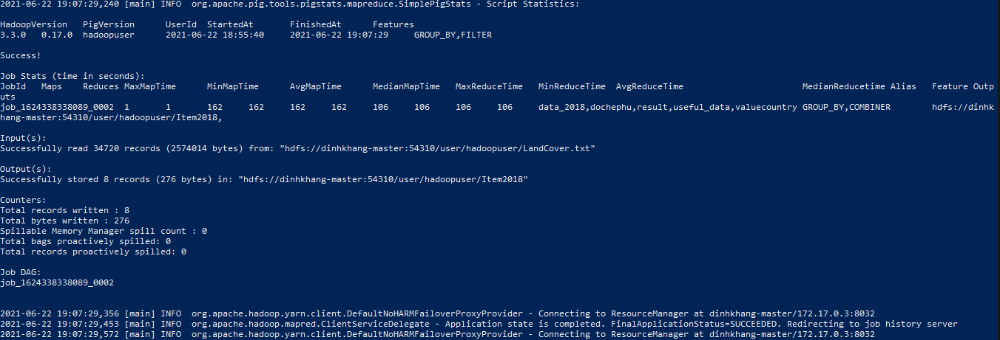 2021-06-22 19:07:29,240 [main] INFO  org.apache.pig.tools.pigstats.mapreduce.SimplePigStats - Script Statistics:
HadoopVersion   PigVersion      UserId  StartedAt       FinishedAt      Features
3.3.0   0.17.0  hadoopuser      2021-06-22 18:55:40     2021-06-22 19:07:29     GROUP_BY,FILTER
Success!
Job Stats (time in seconds):
JobId   Maps    Reduces MaxMapTime      MinMapTime      AvgMapTime      MedianMapTime   MaxReduceTime   MinReduceTime  AvgReduceTime                       MedianReducetime Alias   Feature Outp
uts
job_1624338338089_0002  1       1       162     162     162     162     106     106     106     106     data_2018,dochephu,result,useful_data,valuecountry GROUP_BY,COMBINER        hdfs://dinhk
hang-master:54310/user/hadoopuser/Item2018,
Input(s):
Successfully read 34720 records (2574014 bytes) from: "hdfs://dinhkhang-master:54310/user/hadoopuser/LandCover.txt"
Output(s):
Successfully stored 8 records (276 bytes) in: "hdfs://dinhkhang-master:54310/user/hadoopuser/Item2018"
Counters:
Total records written : 8
Total bytes written : 276
Spillable Memory Manager spill count : 0
Total bags proactively spilled: 0
Total records proactively spilled: 0
Job DAG:
job_1624338338089_0002
2021-06-22 19:07:29,356 [main] INFO  org.apache.hadoop.yarn.client.DefaultNoHARMFailoverProxyProvider - Connecting to ResourceManager at dinhkhang-master/172.17.0.3:8032
2021-06-22 19:07:29,453 [main] INFO  org.apache.hadoop.mapred.ClientServiceDelegate - Application state is completed. FinalApplicationStatus=SUCCEEDED. Redirecting to job history server
2021-06-22 19:07:29,572 [main] INFO  org.apache.hadoop.yarn.client.DefaultNoHARMFailoverProxyProvider - Connecting to ResourceManager at dinhkhang-master/172.17.0.3:8032